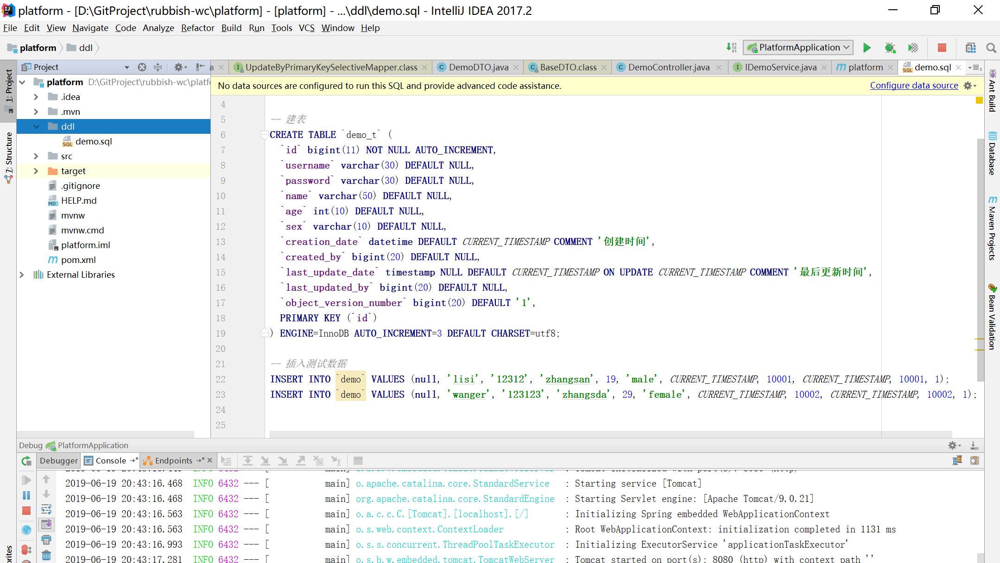 platform - [D:\GitProject\rubbish-wc\platform] - [platform] - ...\ddl\demo.sql - IntelliJ IDEA 2017.2
File Edit View Navigate Code Analyze Refactor Build Run Tools VCS Window Help
platform ddl
PlatformApplication
Project
a UpdateByPrimaryKeySelectiveMapper.class DemoDTO.java BaseDTO.class DemoController.java IDemoService.java platform demo.sql
No data sources are configured to run this SQL and provide advanced code assistance. Configure data source
1: Project
7: Structure
platform D:\GitProject\rubbish-wc\platf
.idea
.mvn
ddl
demo.sql
src
target
.gitignore
HELP.md
mvnw
mvnw.cmd
platform.iml
pom.xml
External Libraries
4
5 -- 建表
6 CREATE TABLE `demo_t` (
7 `id` bigint(11) NOT NULL AUTO_INCREMENT,
8 `username` varchar(30) DEFAULT NULL,
9 `password` varchar(30) DEFAULT NULL,
10 `name` varchar(50) DEFAULT NULL,
11 `age` int(10) DEFAULT NULL,
12 `sex` varchar(10) DEFAULT NULL,
13 `creation_date` datetime DEFAULT CURRENT_TIMESTAMP COMMENT '创建时间',
14 `created_by` bigint(20) DEFAULT NULL,
15 `last_update_date` timestamp NULL DEFAULT CURRENT_TIMESTAMP ON UPDATE CURRENT_TIMESTAMP COMMENT '最后更新时间',
16 `last_updated_by` bigint(20) DEFAULT NULL,
17 `object_version_number` bigint(20) DEFAULT '1',
18 PRIMARY KEY (`id`)
19 ) ENGINE=InnoDB AUTO_INCREMENT=3 DEFAULT CHARSET=utf8;
20
21 -- 插入测试数据
22 INSERT INTO `demo` VALUES (null, 'lisi', '12312', 'zhangsan', 19, 'male', CURRENT_TIMESTAMP, 10001, CURRENT_TIMESTAMP, 10001, 1);
23 INSERT INTO `demo` VALUES (null, 'wanger', '123123', 'zhangsda', 29, 'female', CURRENT_TIMESTAMP, 10002, CURRENT_TIMESTAMP, 10002, 1);
24
25
Ant Build
Database
Maven Projects
Bean Validation
Debug PlatformApplication
Debugger Console Endpoints
2019-06-19 20:43:16.468 INFO 6432 --- [ main] o.apache.catalina.core.StandardService : Starting service [Tomcat]
2019-06-19 20:43:16.468 INFO 6432 --- [ main] org.apache.catalina.core.StandardEngine : Starting Servlet engine: [Apache Tomcat/9.0.21]
2019-06-19 20:43:16.563 INFO 6432 --- [ main] o.a.c.c.C.[Tomcat].[localhost].[/] : Initializing Spring embedded WebApplicationContext
2019-06-19 20:43:16.563 INFO 6432 --- [ main] o.s.web.context.ContextLoader : Root WebApplicationContext: initialization completed in 1131 ms
2019-06-19 20:43:16.993 INFO 6432 --- [ main] o.s.s.concurrent.ThreadPoolTaskExecutor : Initializing ExecutorService 'applicationTaskExecutor'
2019-06-19 20:43:17.281 INFO 6432 --- [ main] o.s.b.w.embedded.tomcat.TomcatWebServer : Tomcat started on port(s): 8080 (http) with context path ''